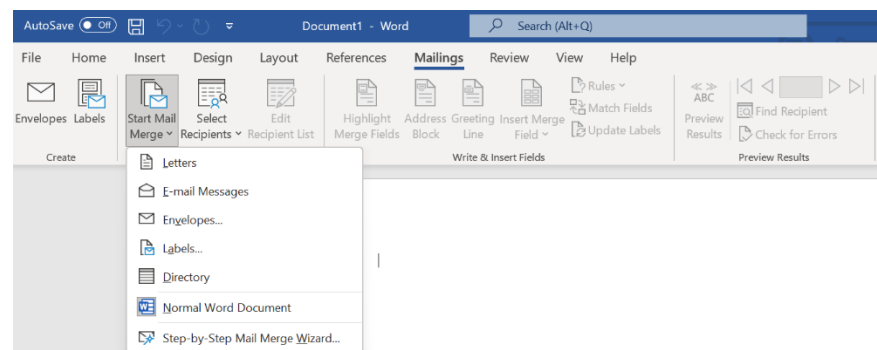 AutoSave Off Document1 - Word Search (Alt+Q)
File Home Insert Design Layout References Mailings Review View Help
Envelopes Labels Start Mail Merge Select Recipients Edit Recipient List Highlight Merge Fields Address Block Greeting Line Insert Merge Field
Rules
Match Fields
Update Labels
ABC
Preview Results
Find Recipient
Check for Errors
Create Write & Insert Fields Preview Results
Letters
E-mail Messages
Envelopes...
Labels...
Directory
Normal Word Document
Step-by-Step Mail Merge Wizard...